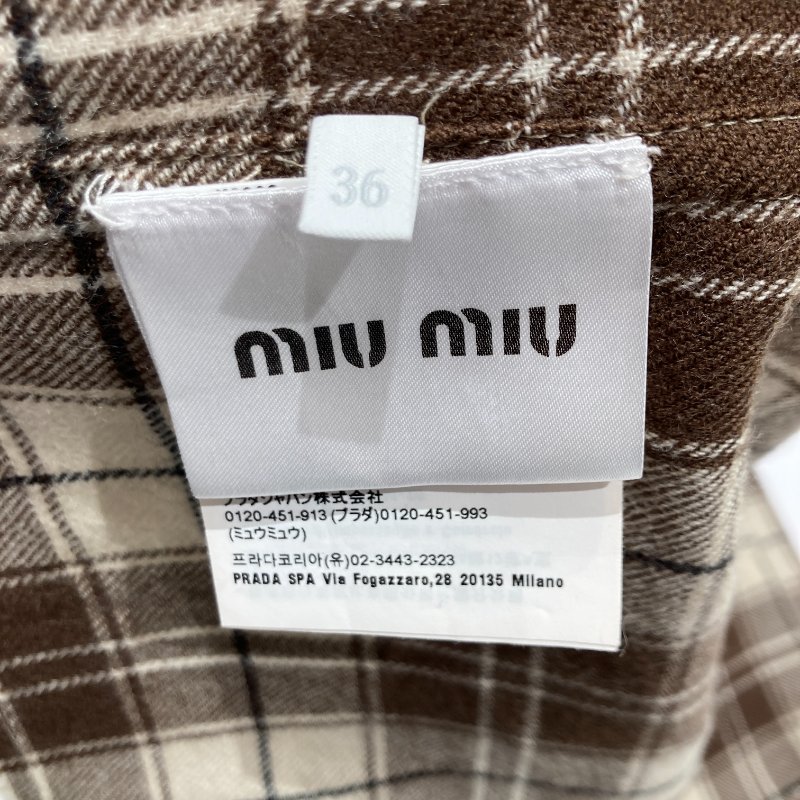 36
miu miu
プラダジャパン株式会社
0120-451-913 (プラダ)0120-451-993
(ミュウミュウ)
프라다코리아(유)02-3443-2323
PRADA SPA Via Fogazzaro,28 20135 Milano